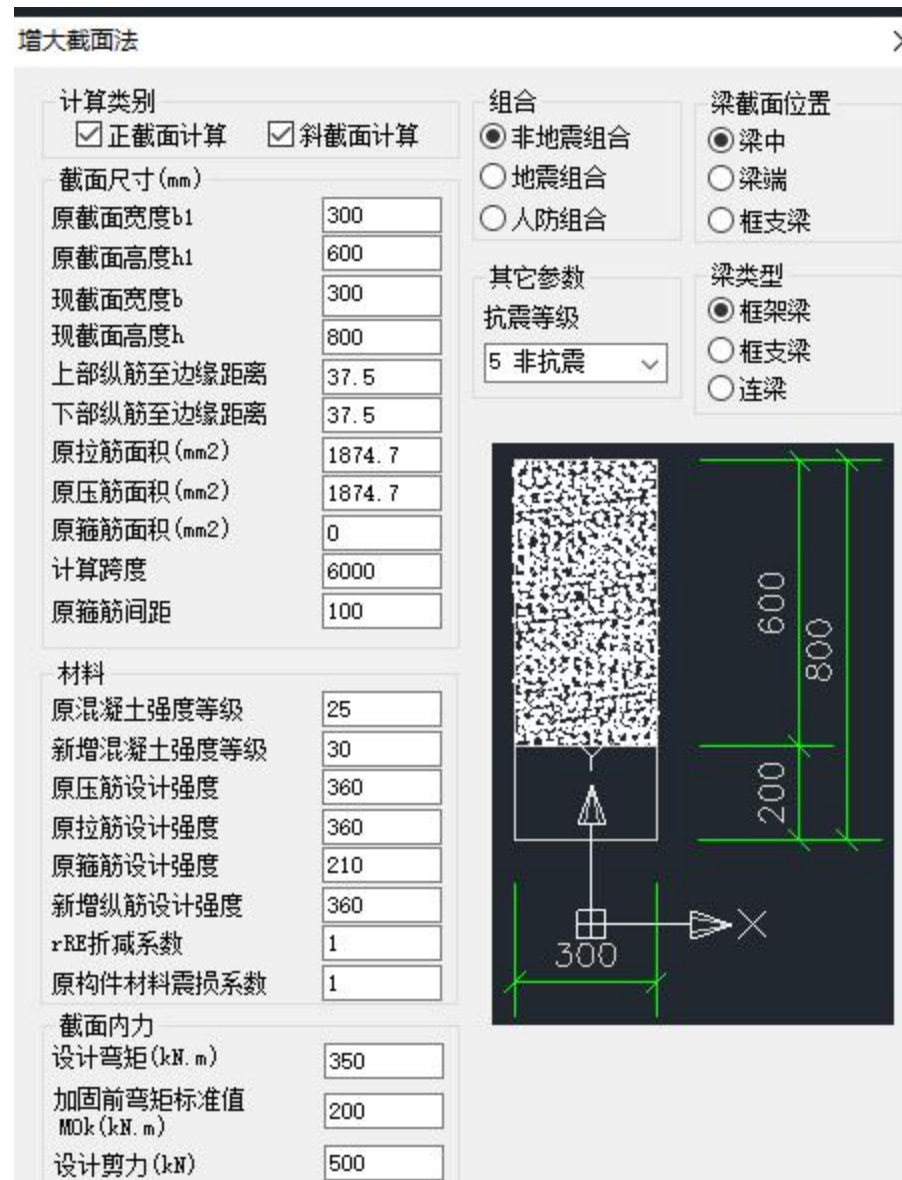 增大截面法
计算类别
正截面计算 斜截面计算
截面尺寸(mm)
原截面宽度b1 300
原截面高度h1 600
现截面宽度b 300
现截面高度h 800
上部纵筋至边缘距离 37.5
下部纵筋至边缘距离 37.5
原拉筋面积(mm2) 1874.7
原压筋面积(mm2) 1874.7
原箍筋面积(mm2) 0
计算跨度 6000
原箍筋间距 100
材料
原混凝土强度等级 25
新增混凝土强度等级 30
原压筋设计强度 360
原拉筋设计强度 360
原箍筋设计强度 210
新增纵筋设计强度 360
rRE折减系数 1
原构件材料震损系数 1
截面内力
设计弯矩(kN.m) 350
加固前弯矩标准值
M0k(kN.m) 200
设计剪力(kN) 500
组合
非地震组合
地震组合
人防组合
其它参数
抗震等级
5 非抗震
梁截面位置
梁中
梁端
框支梁
梁类型
框架梁
框支梁
连梁
600
800
200
Y
X
300